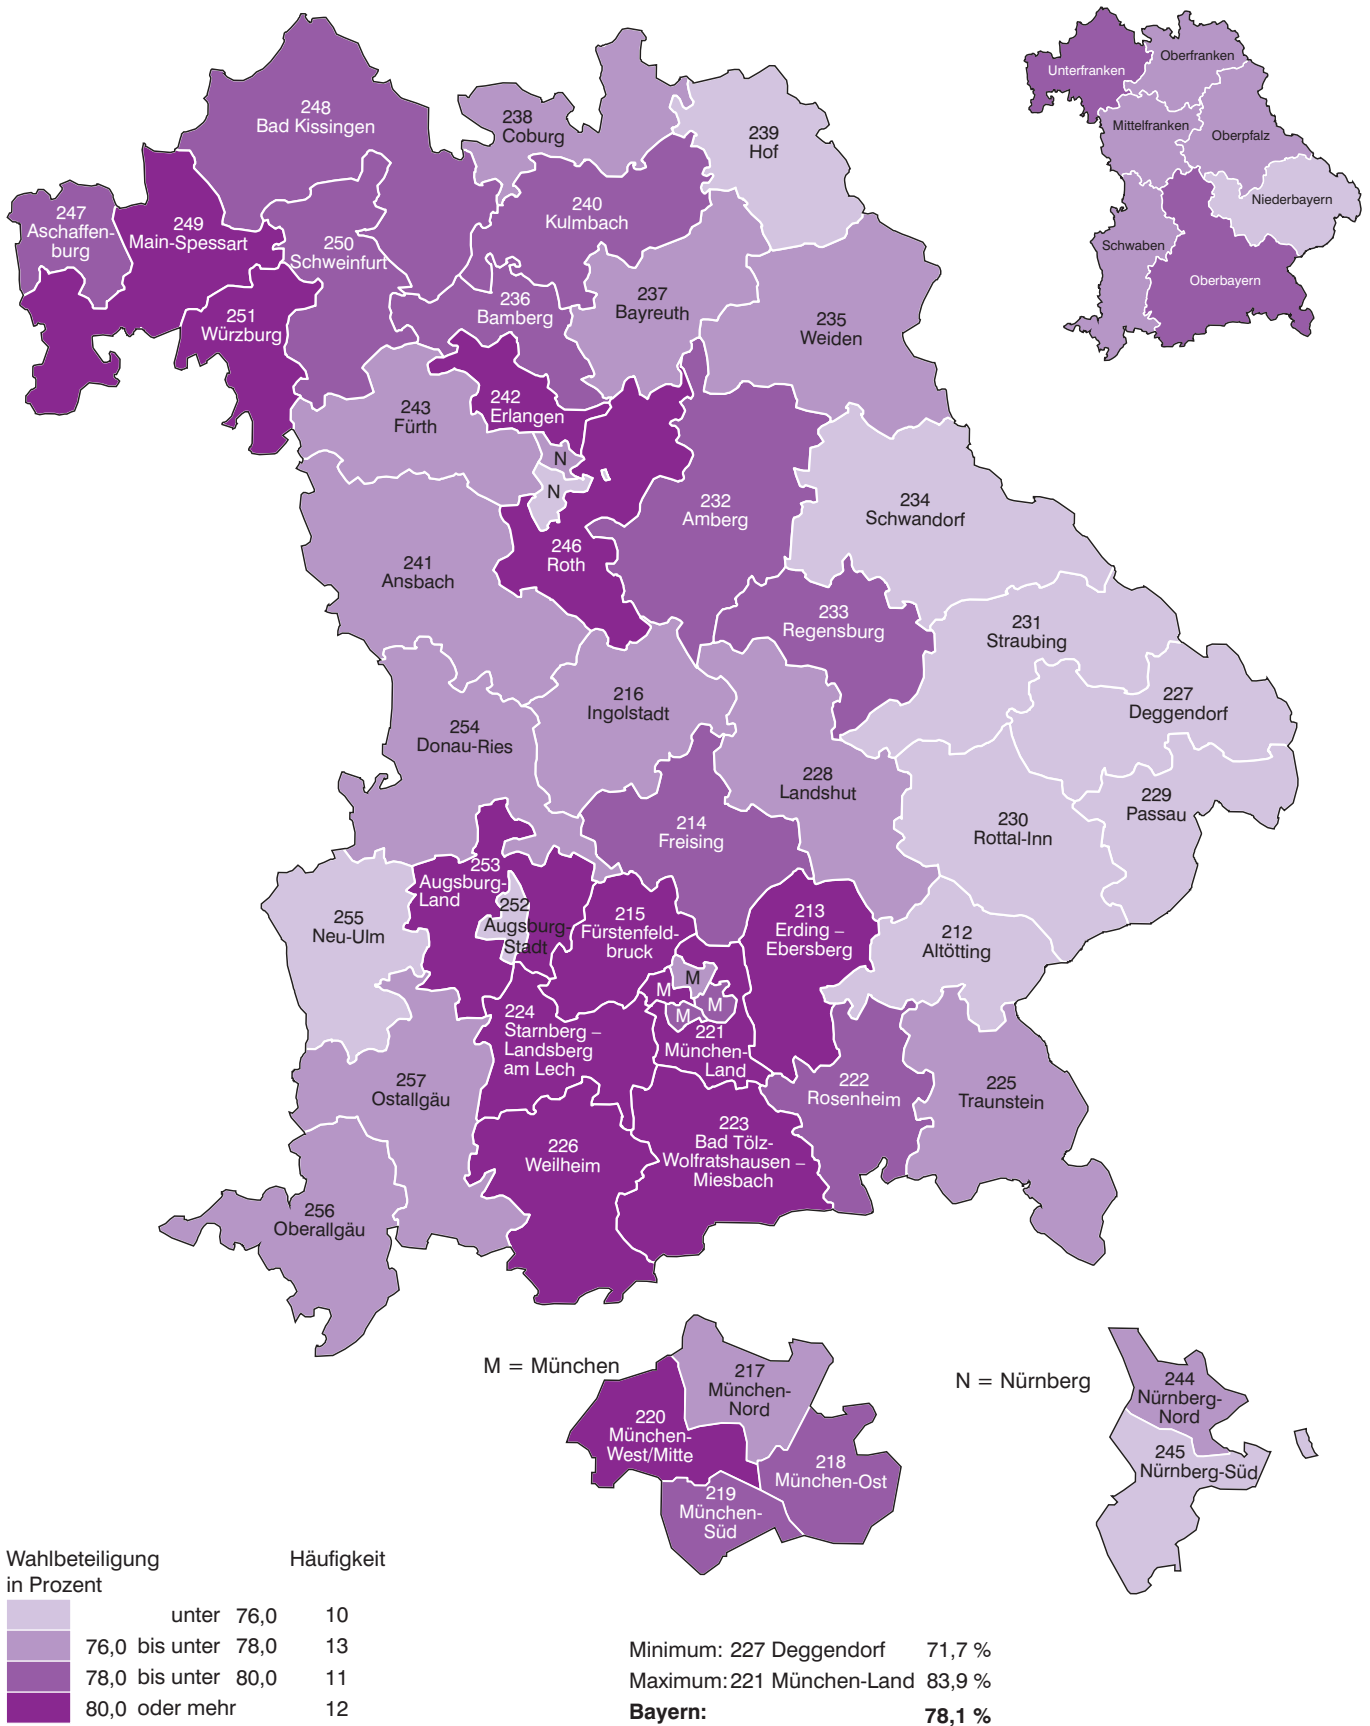 248
Bad Kissingen
238
Coburg
239
Hof
247
Aschaffen-
burg
249
Main-Spessart
240
Kulmbach
250
Schweinfurt
251
Würzburg
236
Bamberg
237
Bayreuth
235
Weiden
243
Fürth
242
Erlangen
N
N
232
Amberg
234
Schwandorf
246
Roth
241
Ansbach
233
Regensburg
231
Straubing
216
Ingolstadt
227
Deggendorf
254
Donau-Ries
228
Landshut
229
Passau
214
Freising
230
Rottal-Inn
253
Augsburg-
Land
252
Augsburg-
Stadt
255
Neu-Ulm
215
Fürstenfeld-
bruck
213
Erding –
Ebersberg
212
Altötting
M
M
M
M
224
Starnberg –
Landsberg
am Lech
221
München-
Land
257
Ostallgäu
222
Rosenheim
225
Traunstein
226
Weilheim
223
Bad Tölz-
Wolfratshausen –
Miesbach
256
Oberallgäu
Unterfranken
Oberfranken
Mittelfranken
Oberpfalz
Niederbayern
Schwaben
Oberbayern
M = München
217
München-
Nord
220
München-
West/Mitte
218
München-Ost
219
München-
Süd
N = Nürnberg
244
Nürnberg-
Nord
245
Nürnberg-Süd
Wahlbeteiligung Häufigkeit
in Prozent
unter 76,0 10
76,0 bis unter 78,0 13
78,0 bis unter 80,0 11
80,0 oder mehr 12
Minimum: 227 Deggendorf 71,7 %
Maximum: 221 München-Land 83,9 %
Bayern: 78,1 %